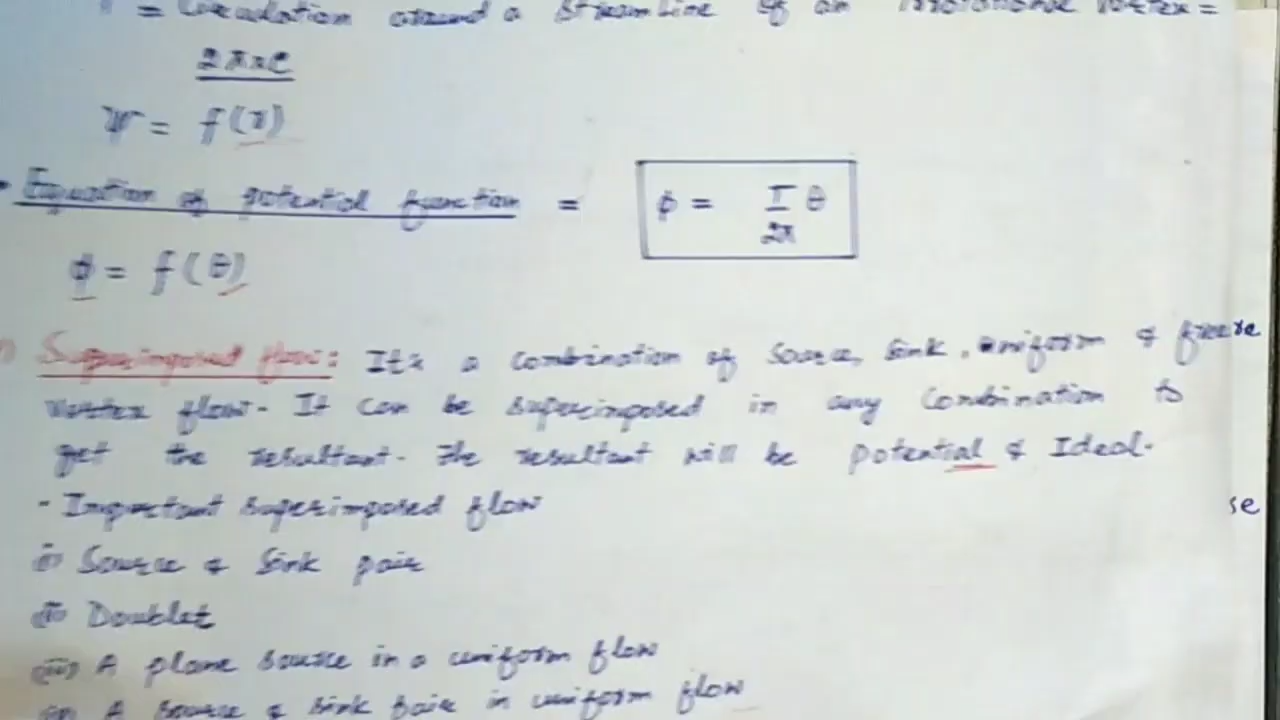 = Circulation around a streamline of an irrotational vortex =
2πrc
ψ = f(r)
• Equation of potential function = ϕ = Γ/2π θ
ϕ = f(θ)
Superimposed flow: It's a combination of source, sink, uniform & free
vortex flow. It can be superimposed in any combination to
get the resultant. The resultant will be potential & Ideal.
- Important superimposed flow
i) Source & sink pair
ii) Doublet
iii) A plane source in a uniform flow
A source & sink pair in uniform flow